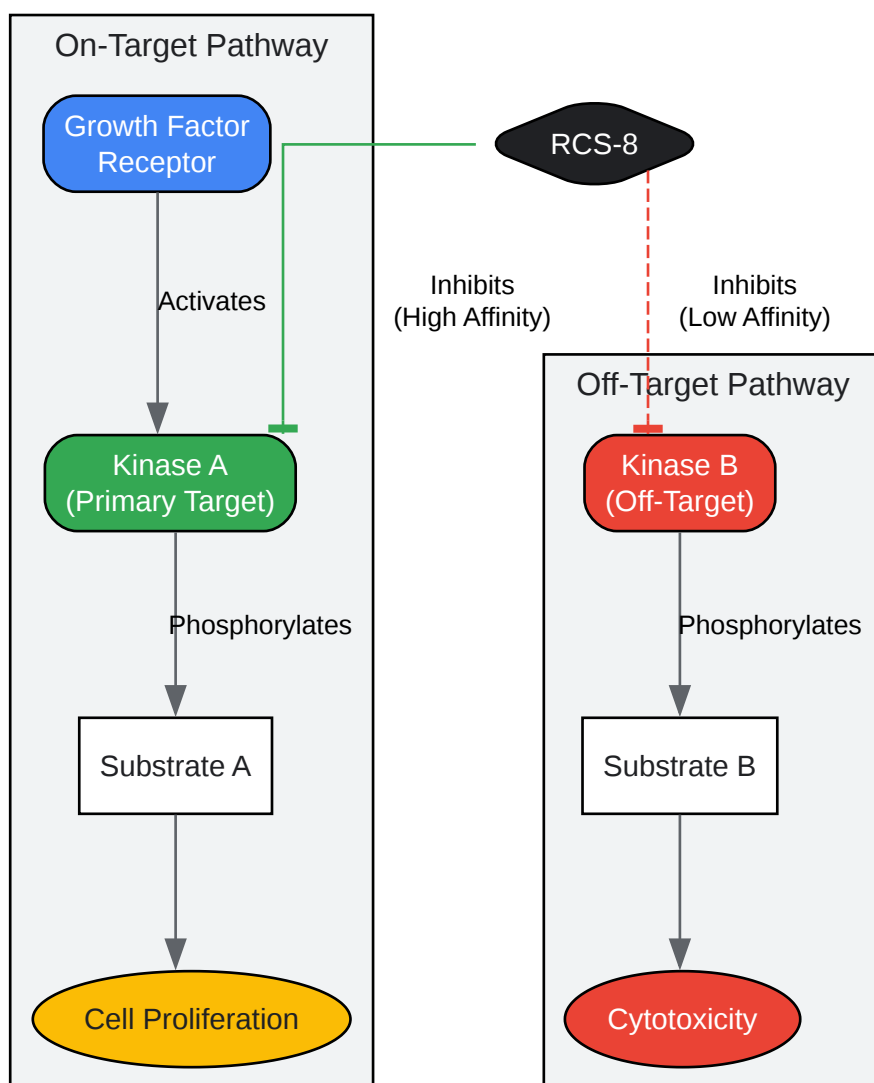 On-Target Pathway
Growth Factor
Receptor
RCS-8
Activates
Inhibits
(High Affinity)
Inhibits
(Low Affinity)
Off-Target Pathway
Kinase A
(Primary Target)
Kinase B
(Off-Target)
Phosphorylates
Phosphorylates
Substrate A
Substrate B
Cell Proliferation
Cytotoxicity